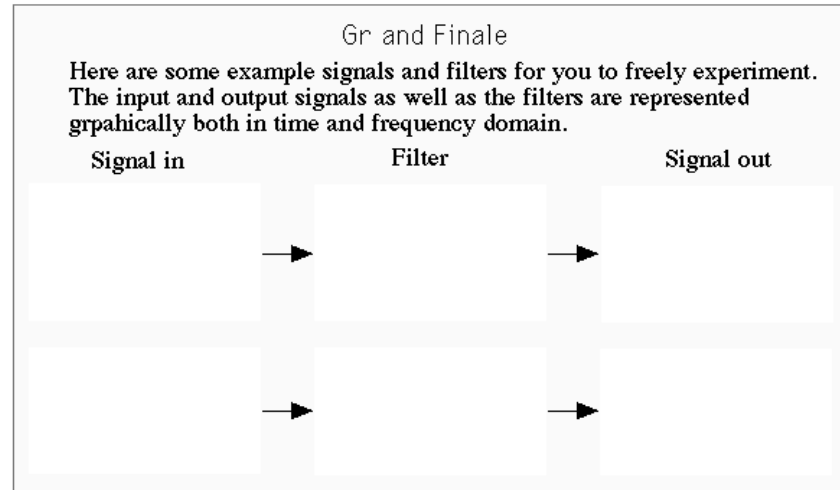 Gr and Finale
Here are some example signals and filters for you to freely experiment.
The input and output signals as well as the filters are represented
grpahically both in time and frequency domain.
Signal in Filter Signal out